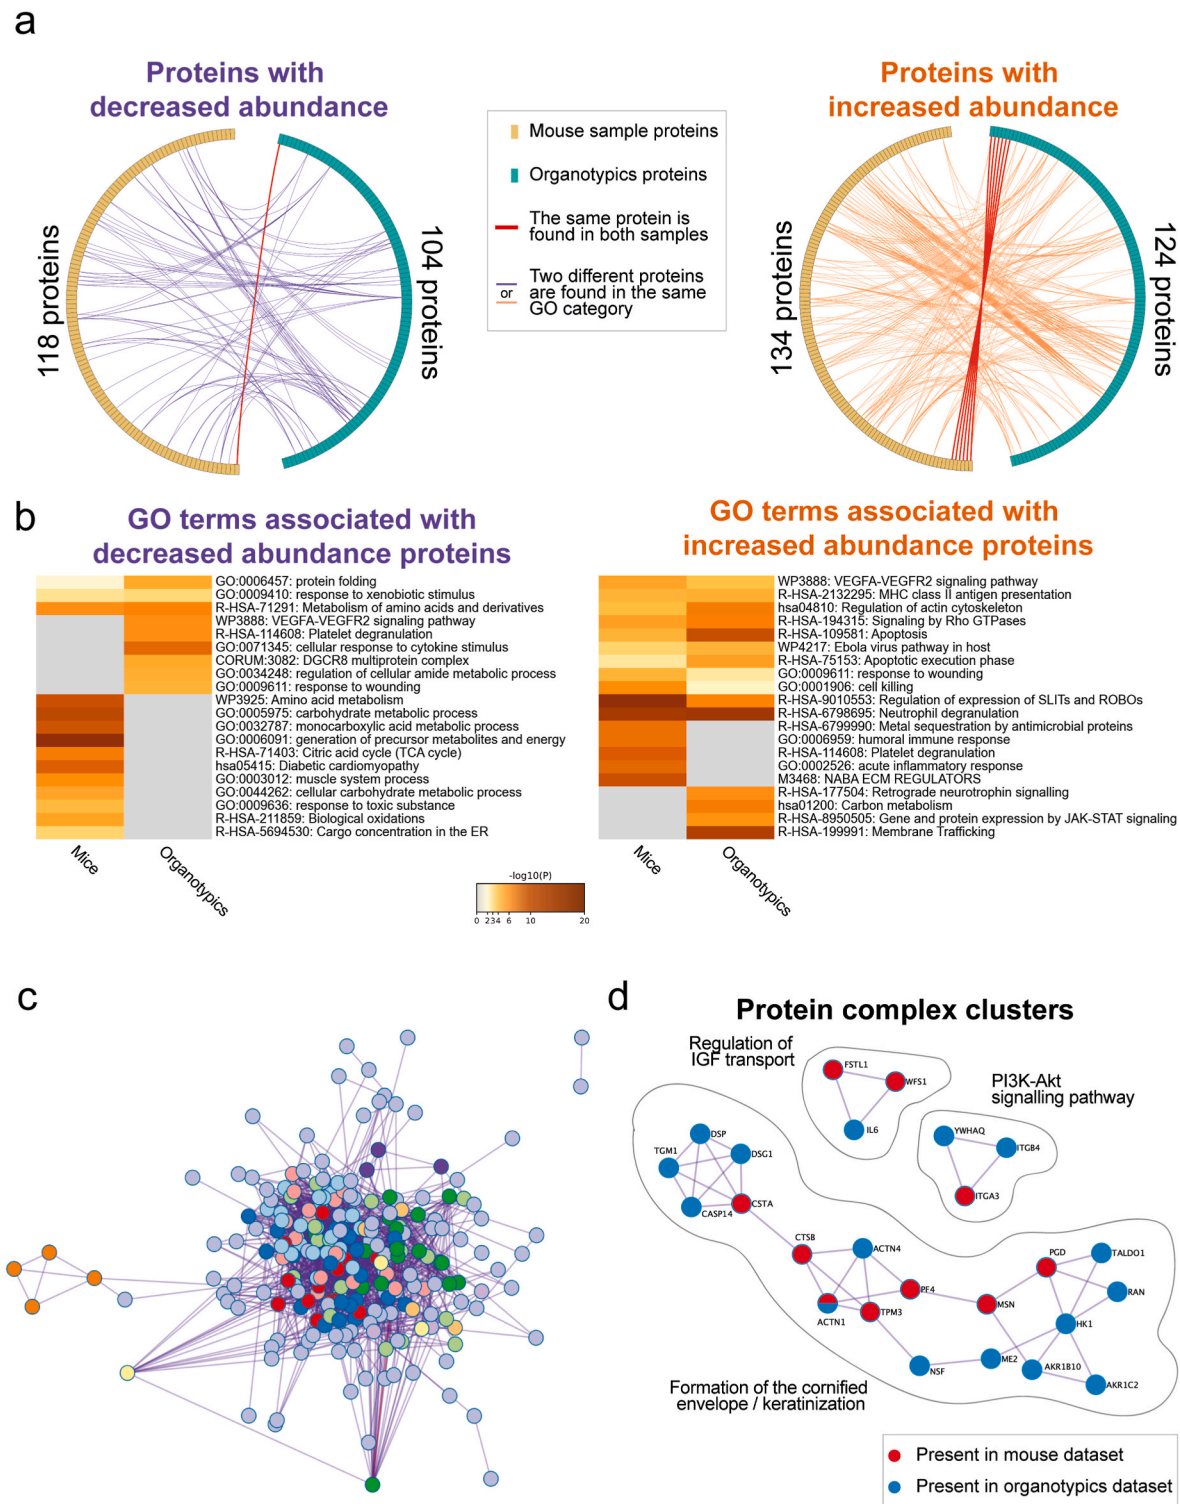 a
Proteins with
decreased abundance
118 proteins
104 proteins
Mouse sample proteins
Organotypics proteins
The same protein is
found in both samples
Two different proteins
or are found in the same
GO category
Proteins with
increased abundance
134 proteins
124 proteins
b
GO terms associated with
decreased abundance proteins
GO:0006457: protein folding
GO:0009410: response to xenobiotic stimulus
R-HSA-71291: Metabolism of amino acids and derivatives
WP3888: VEGFA-VEGFR2 signaling pathway
R-HSA-114608: Platelet degranulation
GO:0071345: cellular response to cytokine stimulus
CORUM:3082: DGCR8 multiprotein complex
GO:0034248: regulation of cellular amide metabolic process
GO:0009611: response to wounding
WP3925: Amino acid metabolism
GO:0005975: carbohydrate metabolic process
GO:0032787: monocarboxylic acid metabolic process
GO:0006091: generation of precursor metabolites and energy
R-HSA-71403: Citric acid cycle (TCA cycle)
hsa05415: Diabetic cardiomyopathy
GO:0003012: muscle system process
GO:0044262: cellular carbohydrate metabolic process
GO:0009636: response to toxic substance
R-HSA-211859: Biological oxidations
R-HSA-5694530: Cargo concentration in the ER
Mice
Organotypics
GO terms associated with
increased abundance proteins
WP3888: VEGFA-VEGFR2 signaling pathway
R-HSA-2132295: MHC class II antigen presentation
hsa04810: Regulation of actin cytoskeleton
R-HSA-194315: Signaling by Rho GTPases
R-HSA-109581: Apoptosis
WP4217: Ebola virus pathway in host
R-HSA-75153: Apoptotic execution phase
GO:0009611: response to wounding
GO:0001906: cell killing
R-HSA-9010553: Regulation of expression of SLITs and ROBOs
R-HSA-6798695: Neutrophil degranulation
R-HSA-6799990: Metal sequestration by antimicrobial proteins
GO:0006959: humoral immune response
R-HSA-114608: Platelet degranulation
GO:0002526: acute inflammatory response
M3468: NABA ECM REGULATORS
R-HSA-177504: Retrograde neurotrophin signalling
hsa01200: Carbon metabolism
R-HSA-8950505: Gene and protein expression by JAK-STAT signaling
R-HSA-199991: Membrane Trafficking
Mice
Organotypics
-log10(P)
0 2 3 4 6 10 20
c
d
Protein complex clusters
Regulation of
IGF transport
FSTL1
WFS1
IL6
PI3K-Akt
signalling pathway
YWHAQ
ITGB4
ITGA3
DSP
TGM1
DSG1
CASP14
CSTA
CTSB
ACTN4
PF4
ACTN1
TPM3
MSN
PGD
TALDO1
RAN
HK1
NSF
ME2
AKR1B10
AKR1C2
Formation of the cornified
envelope / keratinization
Present in mouse dataset
Present in organotypics dataset